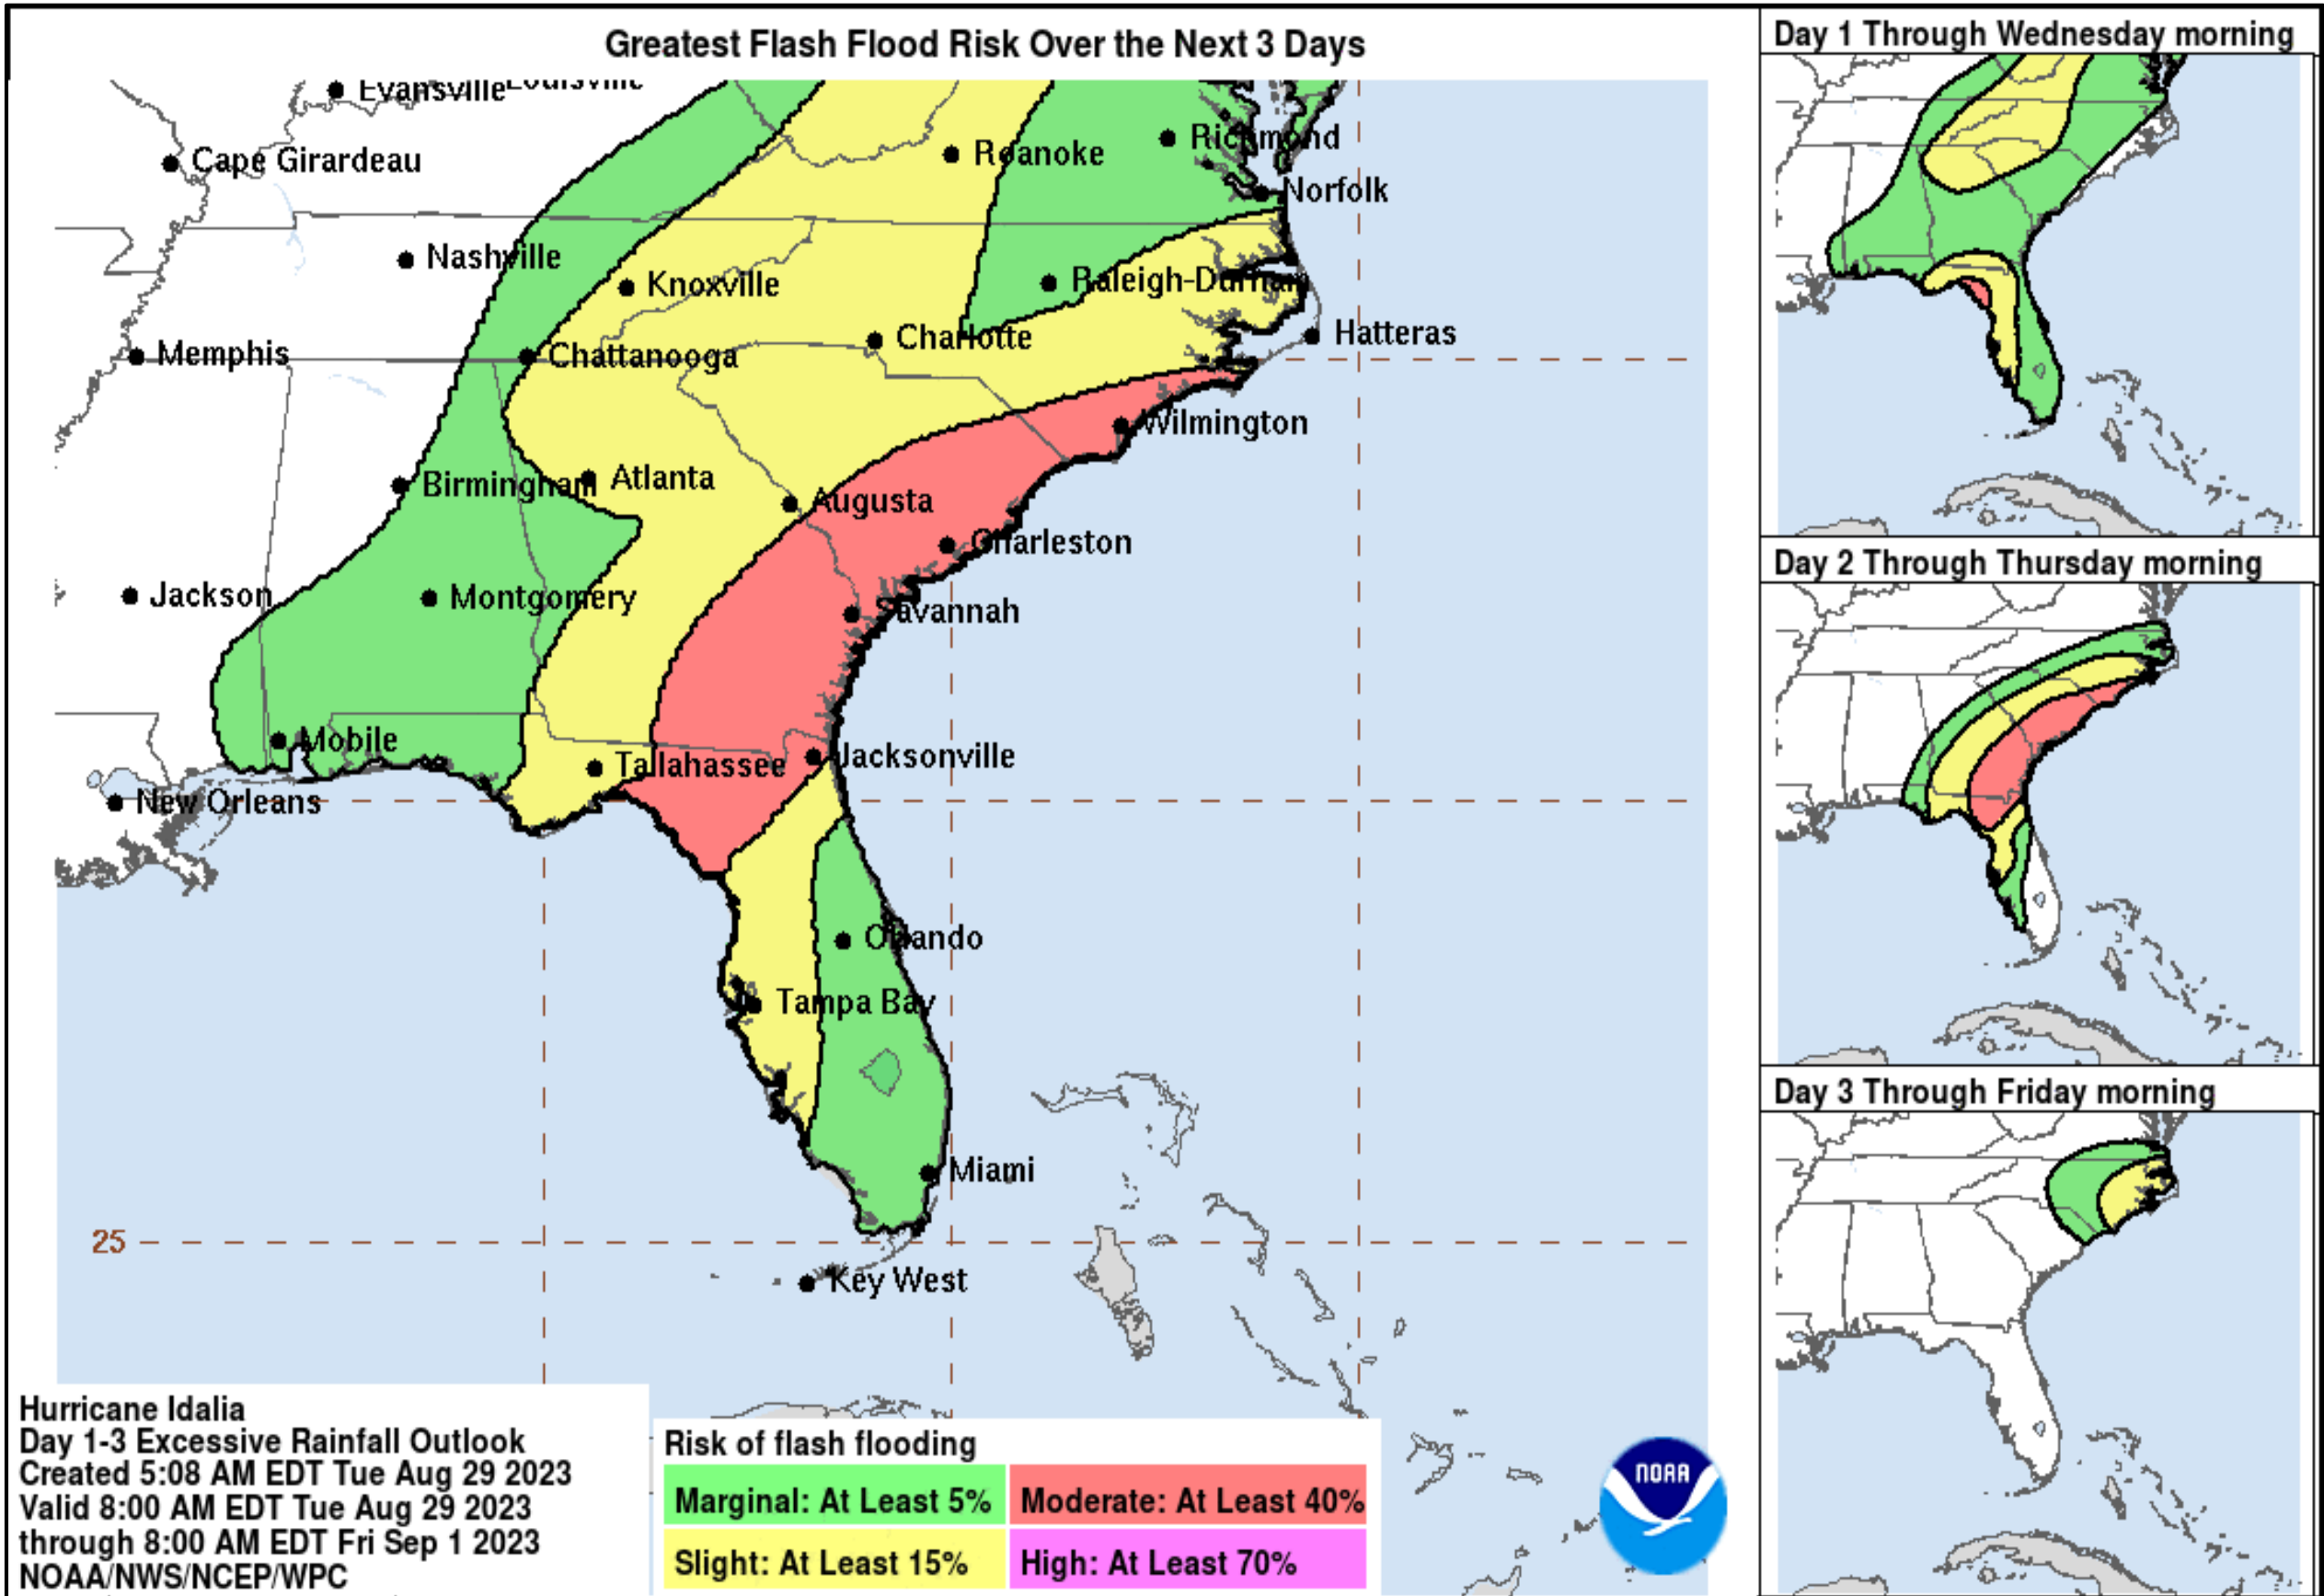 Greatest Flash Flood Risk Over the Next 3 Days
Evansville
Louisville
Cape Girardeau
Roanoke
Richmond
Norfolk
Nashville
Knoxville
Raleigh-Durham
Memphis
Chattanooga
Charlotte
Hatteras
Wilmington
Birmingham
Atlanta
Augusta
Charleston
Jackson
Montgomery
Savannah
Mobile
Tallahassee
Jacksonville
New Orleans
Orlando
Tampa Bay
Miami
25
Key West
Hurricane Idalia
Day 1-3 Excessive Rainfall Outlook
Created 5:08 AM EDT Tue Aug 29 2023
Valid 8:00 AM EDT Tue Aug 29 2023
through 8:00 AM EDT Fri Sep 1 2023
NOAA/NWS/NCEP/WPC
Risk of flash flooding
Marginal: At Least 5%
Moderate: At Least 40%
Slight: At Least 15%
High: At Least 70%
NOAA
Day 1 Through Wednesday morning
Day 2 Through Thursday morning
Day 3 Through Friday morning